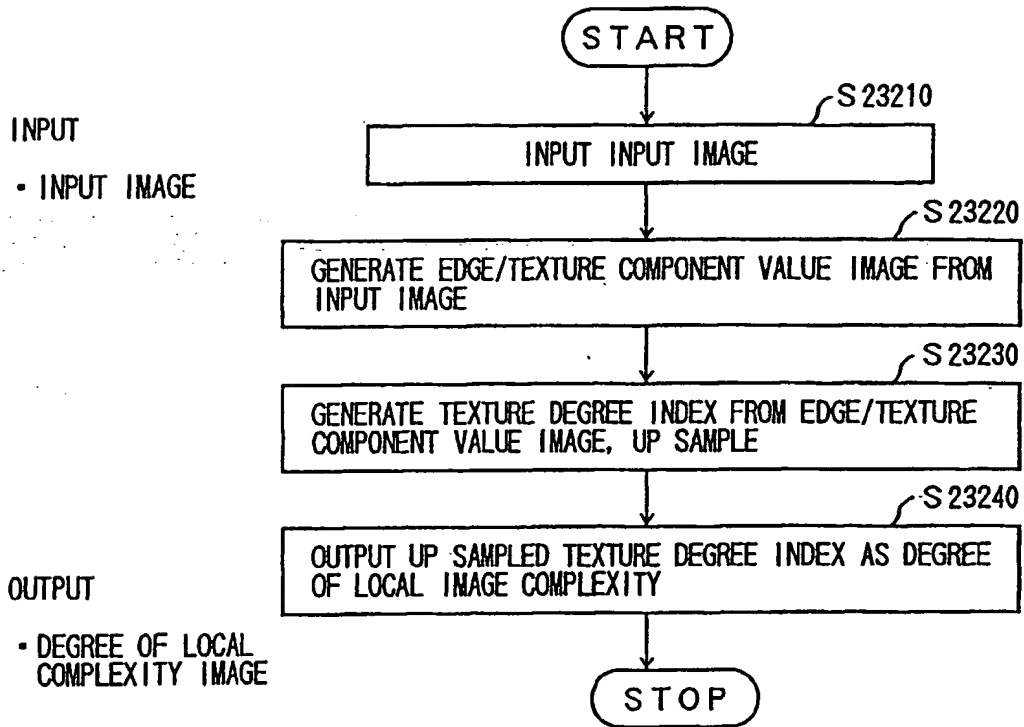 START
S23210
INPUT
INPUT INPUT IMAGE
• INPUT IMAGE
S23220
GENERATE EDGE/TEXTURE COMPONENT VALUE IMAGE FROM
INPUT IMAGE
S23230
GENERATE TEXTURE DEGREE INDEX FROM EDGE/TEXTURE
COMPONENT VALUE IMAGE, UP SAMPLE
S23240
OUTPUT UP SAMPLED TEXTURE DEGREE INDEX AS DEGREE
OF LOCAL IMAGE COMPLEXITY
OUTPUT
• DEGREE OF LOCAL
COMPLEXITY IMAGE
STOP